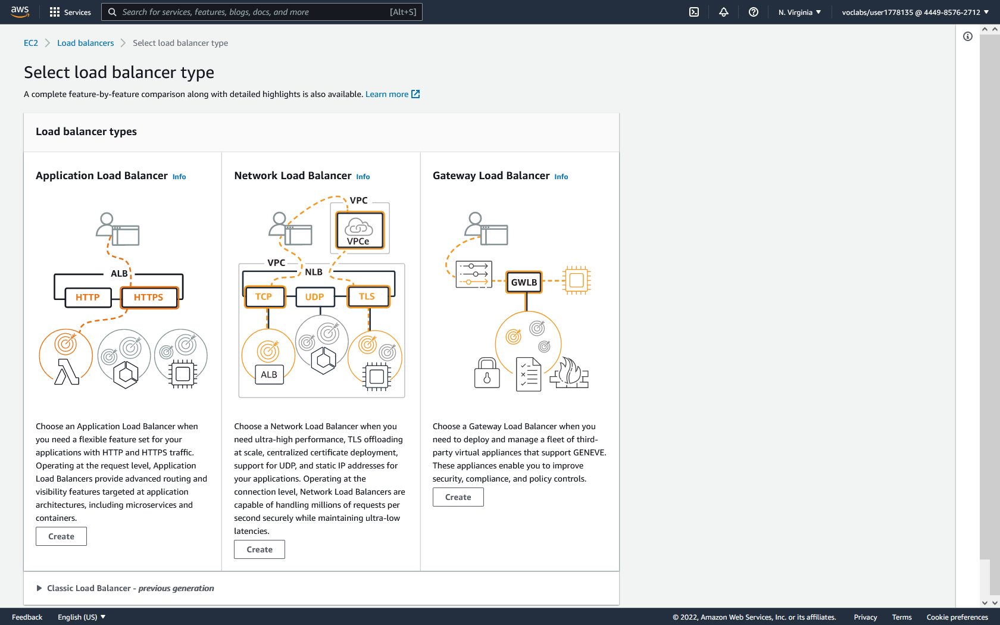 aws Services Search for services, features, blogs, docs, and more [Alt+S] N. Virginia voclabs/user1778135 @ 4449-8576-2712
EC2 Load balancers Select load balancer type
Select load balancer type
A complete feature-by-feature comparison along with detailed highlights is also available. Learn more
Load balancer types
Application Load Balancer Info
ALB
HTTP HTTPS
Choose an Application Load Balancer when
you need a flexible feature set for your
applications with HTTP and HTTPS traffic.
Operating at the request level, Application
Load Balancers provide advanced routing and
visibility features targeted at application
architectures, including microservices and
containers.
Create
Network Load Balancer Info
VPC
VPCe
VPC
NLB
TCP UDP TLS
ALB
Choose a Network Load Balancer when you
need ultra-high performance, TLS offloading
at scale, centralized certificate deployment,
support for UDP, and static IP addresses for
your applications. Operating at the
connection level, Network Load Balancers are
capable of handling millions of requests per
second securely while maintaining ultra-low
latencies.
Create
Gateway Load Balancer Info
GWLB
Choose a Gateway Load Balancer when you
need to deploy and manage a fleet of third-
party virtual appliances that support GENEVE.
These appliances enable you to improve
security, compliance, and policy controls.
Create
Classic Load Balancer - previous generation
Feedback English (US) © 2022, Amazon Web Services, Inc. or its affiliates. Privacy Terms Cookie preferences